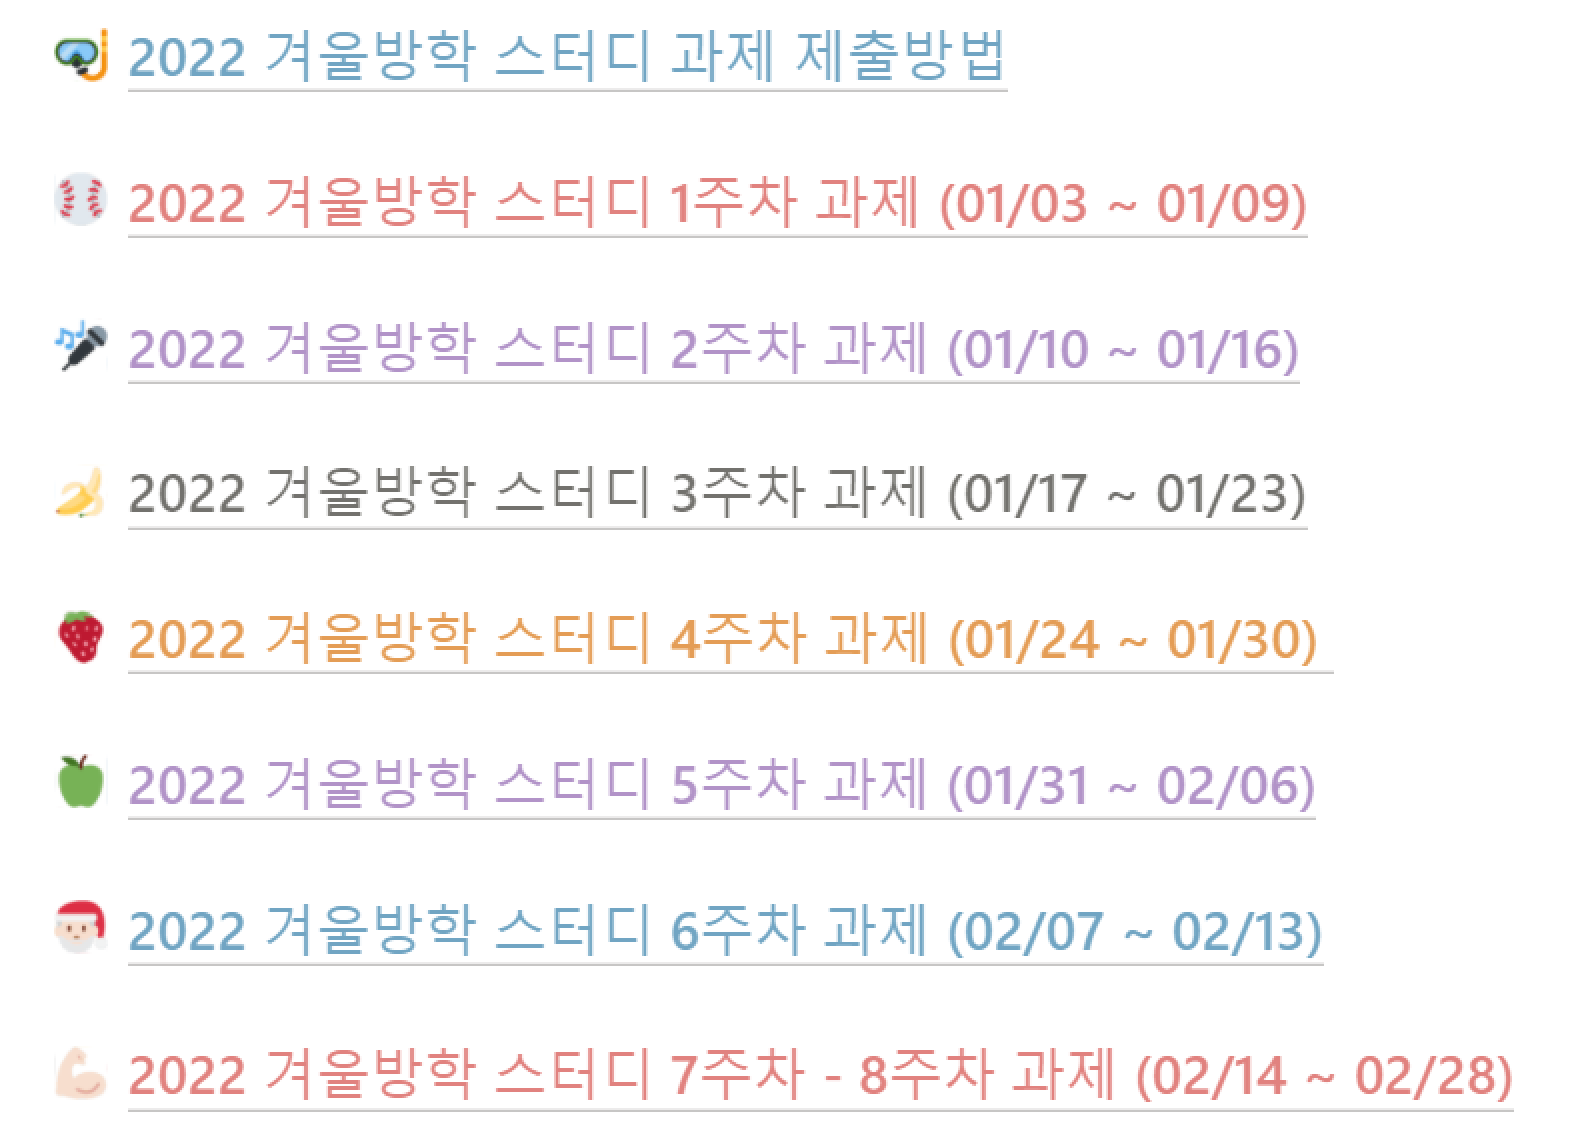 2022 겨울방학 스터디 과제 제출방법
2022 겨울방학 스터디 1주차 과제 (01/03 ~ 01/09)
2022 겨울방학 스터디 2주차 과제 (01/10 ~ 01/16)
2022 겨울방학 스터디 3주차 과제 (01/17 ~ 01/23)
2022 겨울방학 스터디 4주차 과제 (01/24 ~ 01/30)
2022 겨울방학 스터디 5주차 과제 (01/31 ~ 02/06)
2022 겨울방학 스터디 6주차 과제 (02/07 ~ 02/13)
2022 겨울방학 스터디 7주차 - 8주차 과제 (02/14 ~ 02/28)